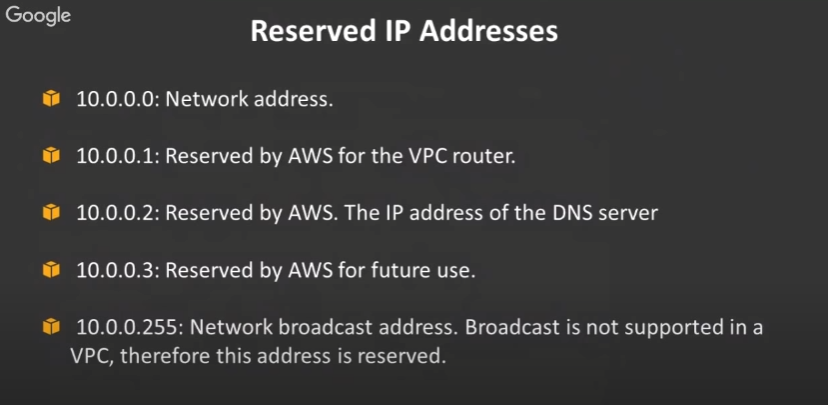 Google
Reserved IP Addresses
10.0.0.0: Network address.
10.0.0.1: Reserved by AWS for the VPC router.
10.0.0.2: Reserved by AWS. The IP address of the DNS server
10.0.0.3: Reserved by AWS for future use.
10.0.0.255: Network broadcast address. Broadcast is not supported in a
VPC, therefore this address is reserved.